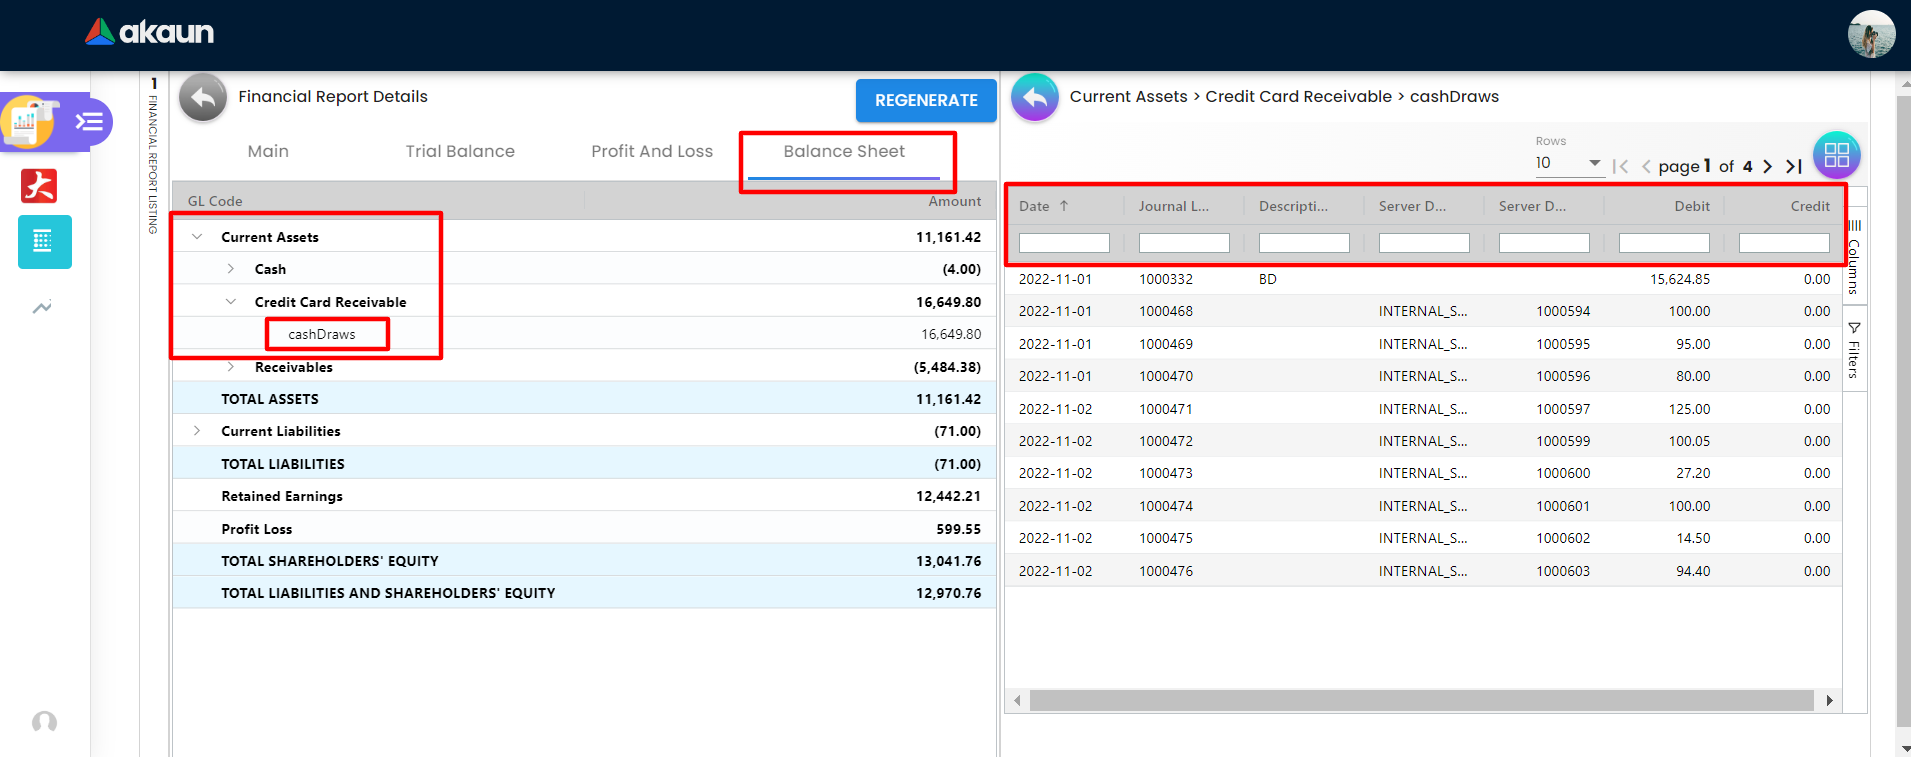 akaun
1 FINANCIAL REPORT LISTING
Financial Report Details
REGENERATE
Main Trial Balance Profit And Loss Balance Sheet
GL Code Amount
Current Assets 11,161.42
Cash (4.00)
Credit Card Receivable 16,649.80
cashDraws 16,649.80
Receivables (5,484.38)
TOTAL ASSETS 11,161.42
Current Liabilities (71.00)
TOTAL LIABILITIES (71.00)
Retained Earnings 12,442.21
Profit Loss 599.55
TOTAL SHAREHOLDERS' EQUITY 13,041.76
TOTAL LIABILITIES AND SHAREHOLDERS' EQUITY 12,970.76
Current Assets > Credit Card Receivable > cashDraws
Rows
10 page 1 of 4
Date Journal L... Descripti... Server D... Server D... Debit Credit
2022-11-01 1000332 BD 15,624.85 0.00
2022-11-01 1000468 INTERNAL_S... 1000594 100.00 0.00
2022-11-01 1000469 INTERNAL_S... 1000595 95.00 0.00
2022-11-01 1000470 INTERNAL_S... 1000596 80.00 0.00
2022-11-02 1000471 INTERNAL_S... 1000597 125.00 0.00
2022-11-02 1000472 INTERNAL_S... 1000599 100.05 0.00
2022-11-02 1000473 INTERNAL_S... 1000600 27.20 0.00
2022-11-02 1000474 INTERNAL_S... 1000601 100.00 0.00
2022-11-02 1000475 INTERNAL_S... 1000602 14.50 0.00
2022-11-02 1000476 INTERNAL_S... 1000603 94.40 0.00
Columns
Filters